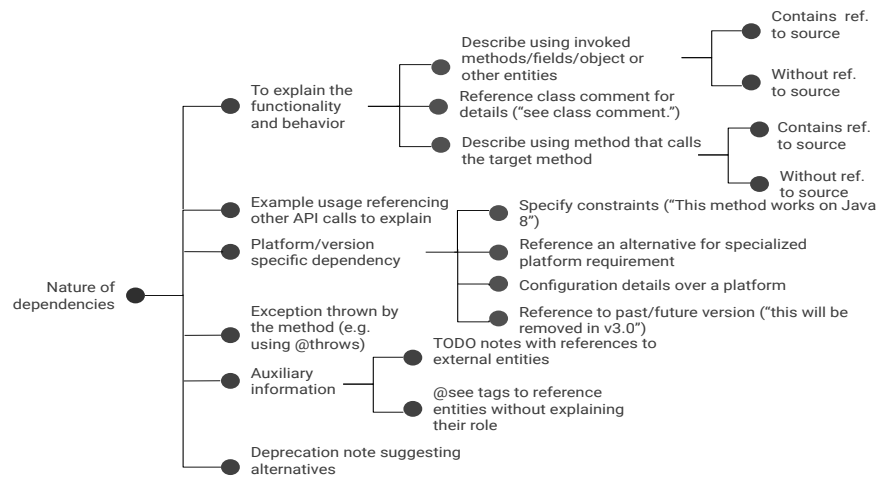 Nature of
dependencies
To explain the
functionality
and behavior
Describe using invoked
methods/fields/object or
other entities
Contains ref.
to source
Without ref.
to source
Reference class comment for
details (“see class comment.”)
Describe using method that calls
the target method
Contains ref.
to source
Without ref.
to source
Example usage referencing
other API calls to explain
Platform/version
specific dependency
Specify constraints (“This method works on Java
8”)
Reference an alternative for specialized
platform requirement
Configuration details over a platform
Reference to past/future version (“this will be
removed in v3.0”)
Exception thrown by
the method (e.g.
using @throws)
Auxiliary
information
TODO notes with references to
external entities
@see tags to reference
entities without explaining
their role
Deprecation note suggesting
alternatives